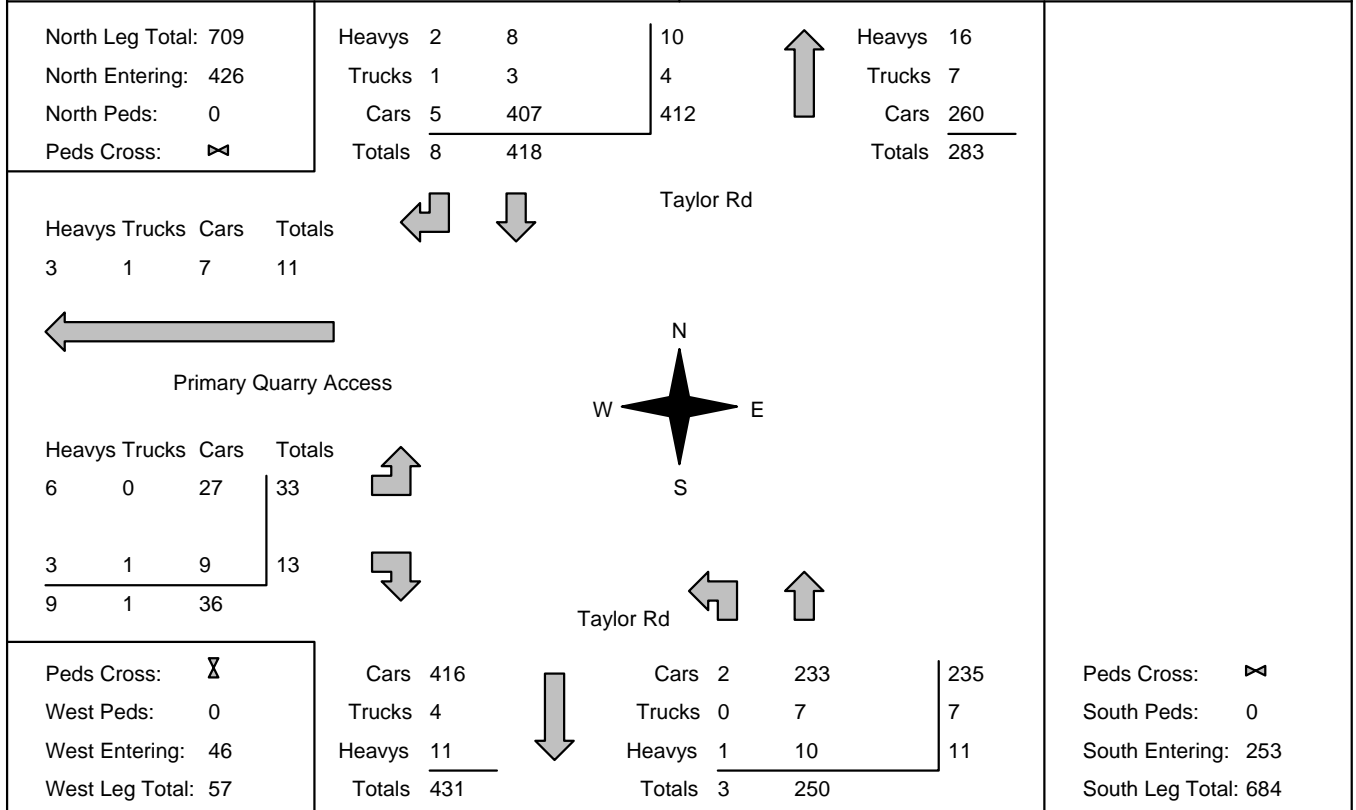 North Leg Total: 709
North Entering: 426
North Peds: 0
Peds Cross:
Heavys 2 8 10
Trucks 1 3 4
Cars 5 407 412
Totals 8 418
Heavys 16
Trucks 7
Cars 260
Totals 283
Taylor Rd
Heavys Trucks Cars Totals
3 1 7 11
Primary Quarry Access
N
W E
S
Heavys Trucks Cars Totals
6 0 27 33
3 1 9 13
9 1 36
Taylor Rd
Peds Cross:
West Peds: 0
West Entering: 46
West Leg Total: 57
Cars 416
Trucks 4
Heavys 11
Totals 431
Cars 2 233 235
Trucks 0 7 7
Heavys 1 10 11
Totals 3 250
Peds Cross:
South Peds: 0
South Entering: 253
South Leg Total: 684